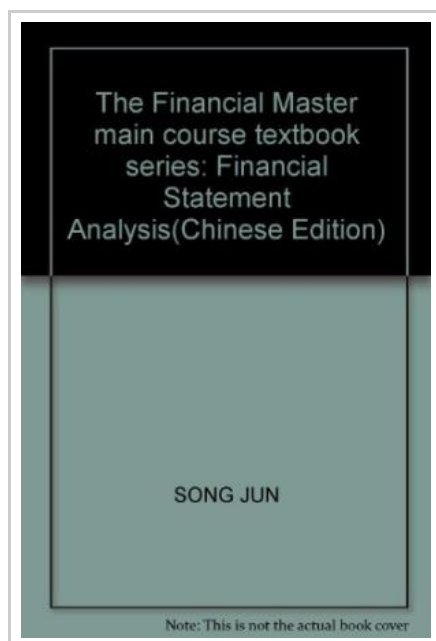 The Financial Master
main course textbook
series: Financial
Statement
Analysis(Chinese Edition)
SONG JUN
Note: This is not the actual book cover